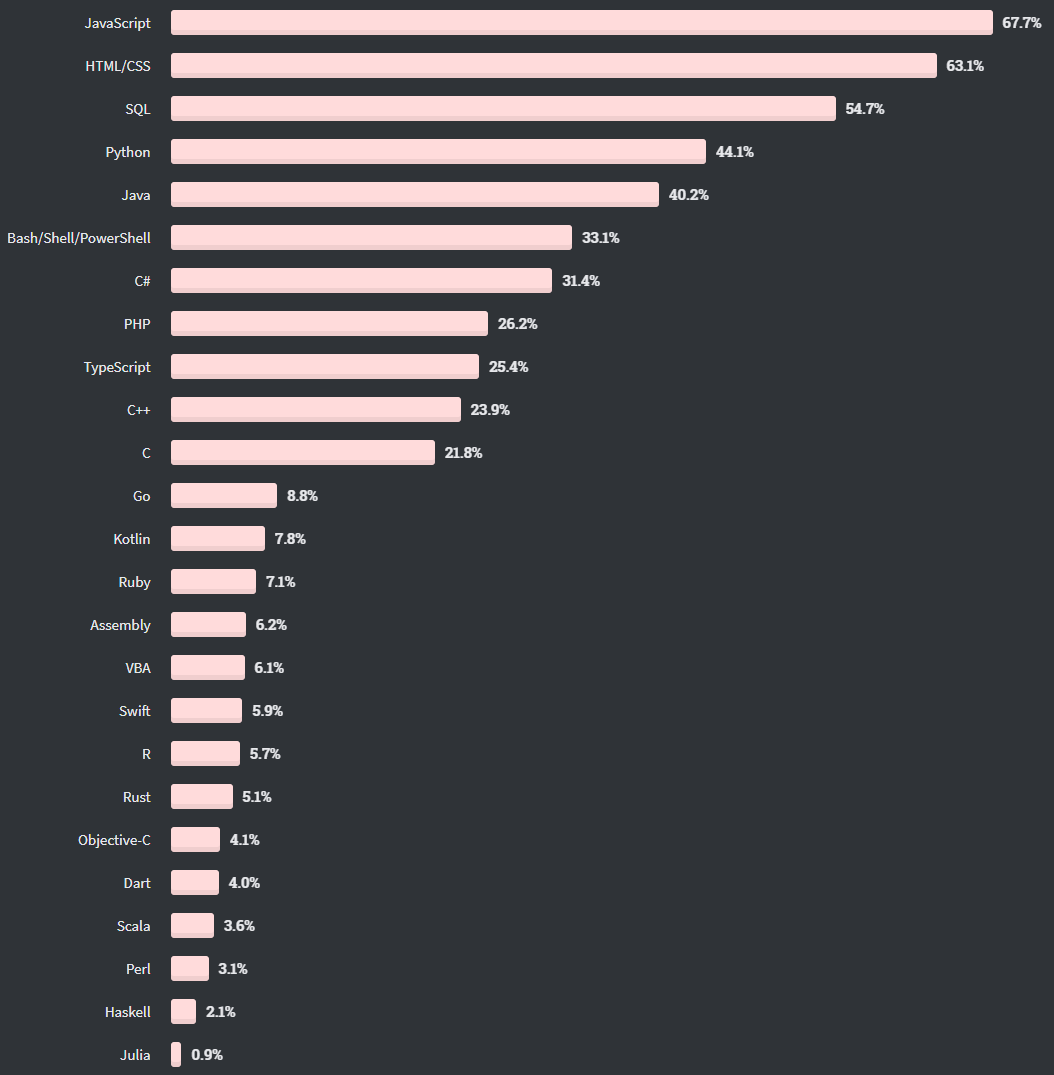 JavaScript 67.7%
HTML/CSS 63.1%
SQL 54.7%
Python 44.1%
Java 40.2%
Bash/Shell/PowerShell 33.1%
C# 31.4%
PHP 26.2%
TypeScript 25.4%
C++ 23.9%
C 21.8%
Go 8.8%
Kotlin 7.8%
Ruby 7.1%
Assembly 6.2%
VBA 6.1%
Swift 5.9%
R 5.7%
Rust 5.1%
Objective-C 4.1%
Dart 4.0%
Scala 3.6%
Perl 3.1%
Haskell 2.1%
Julia 0.9%